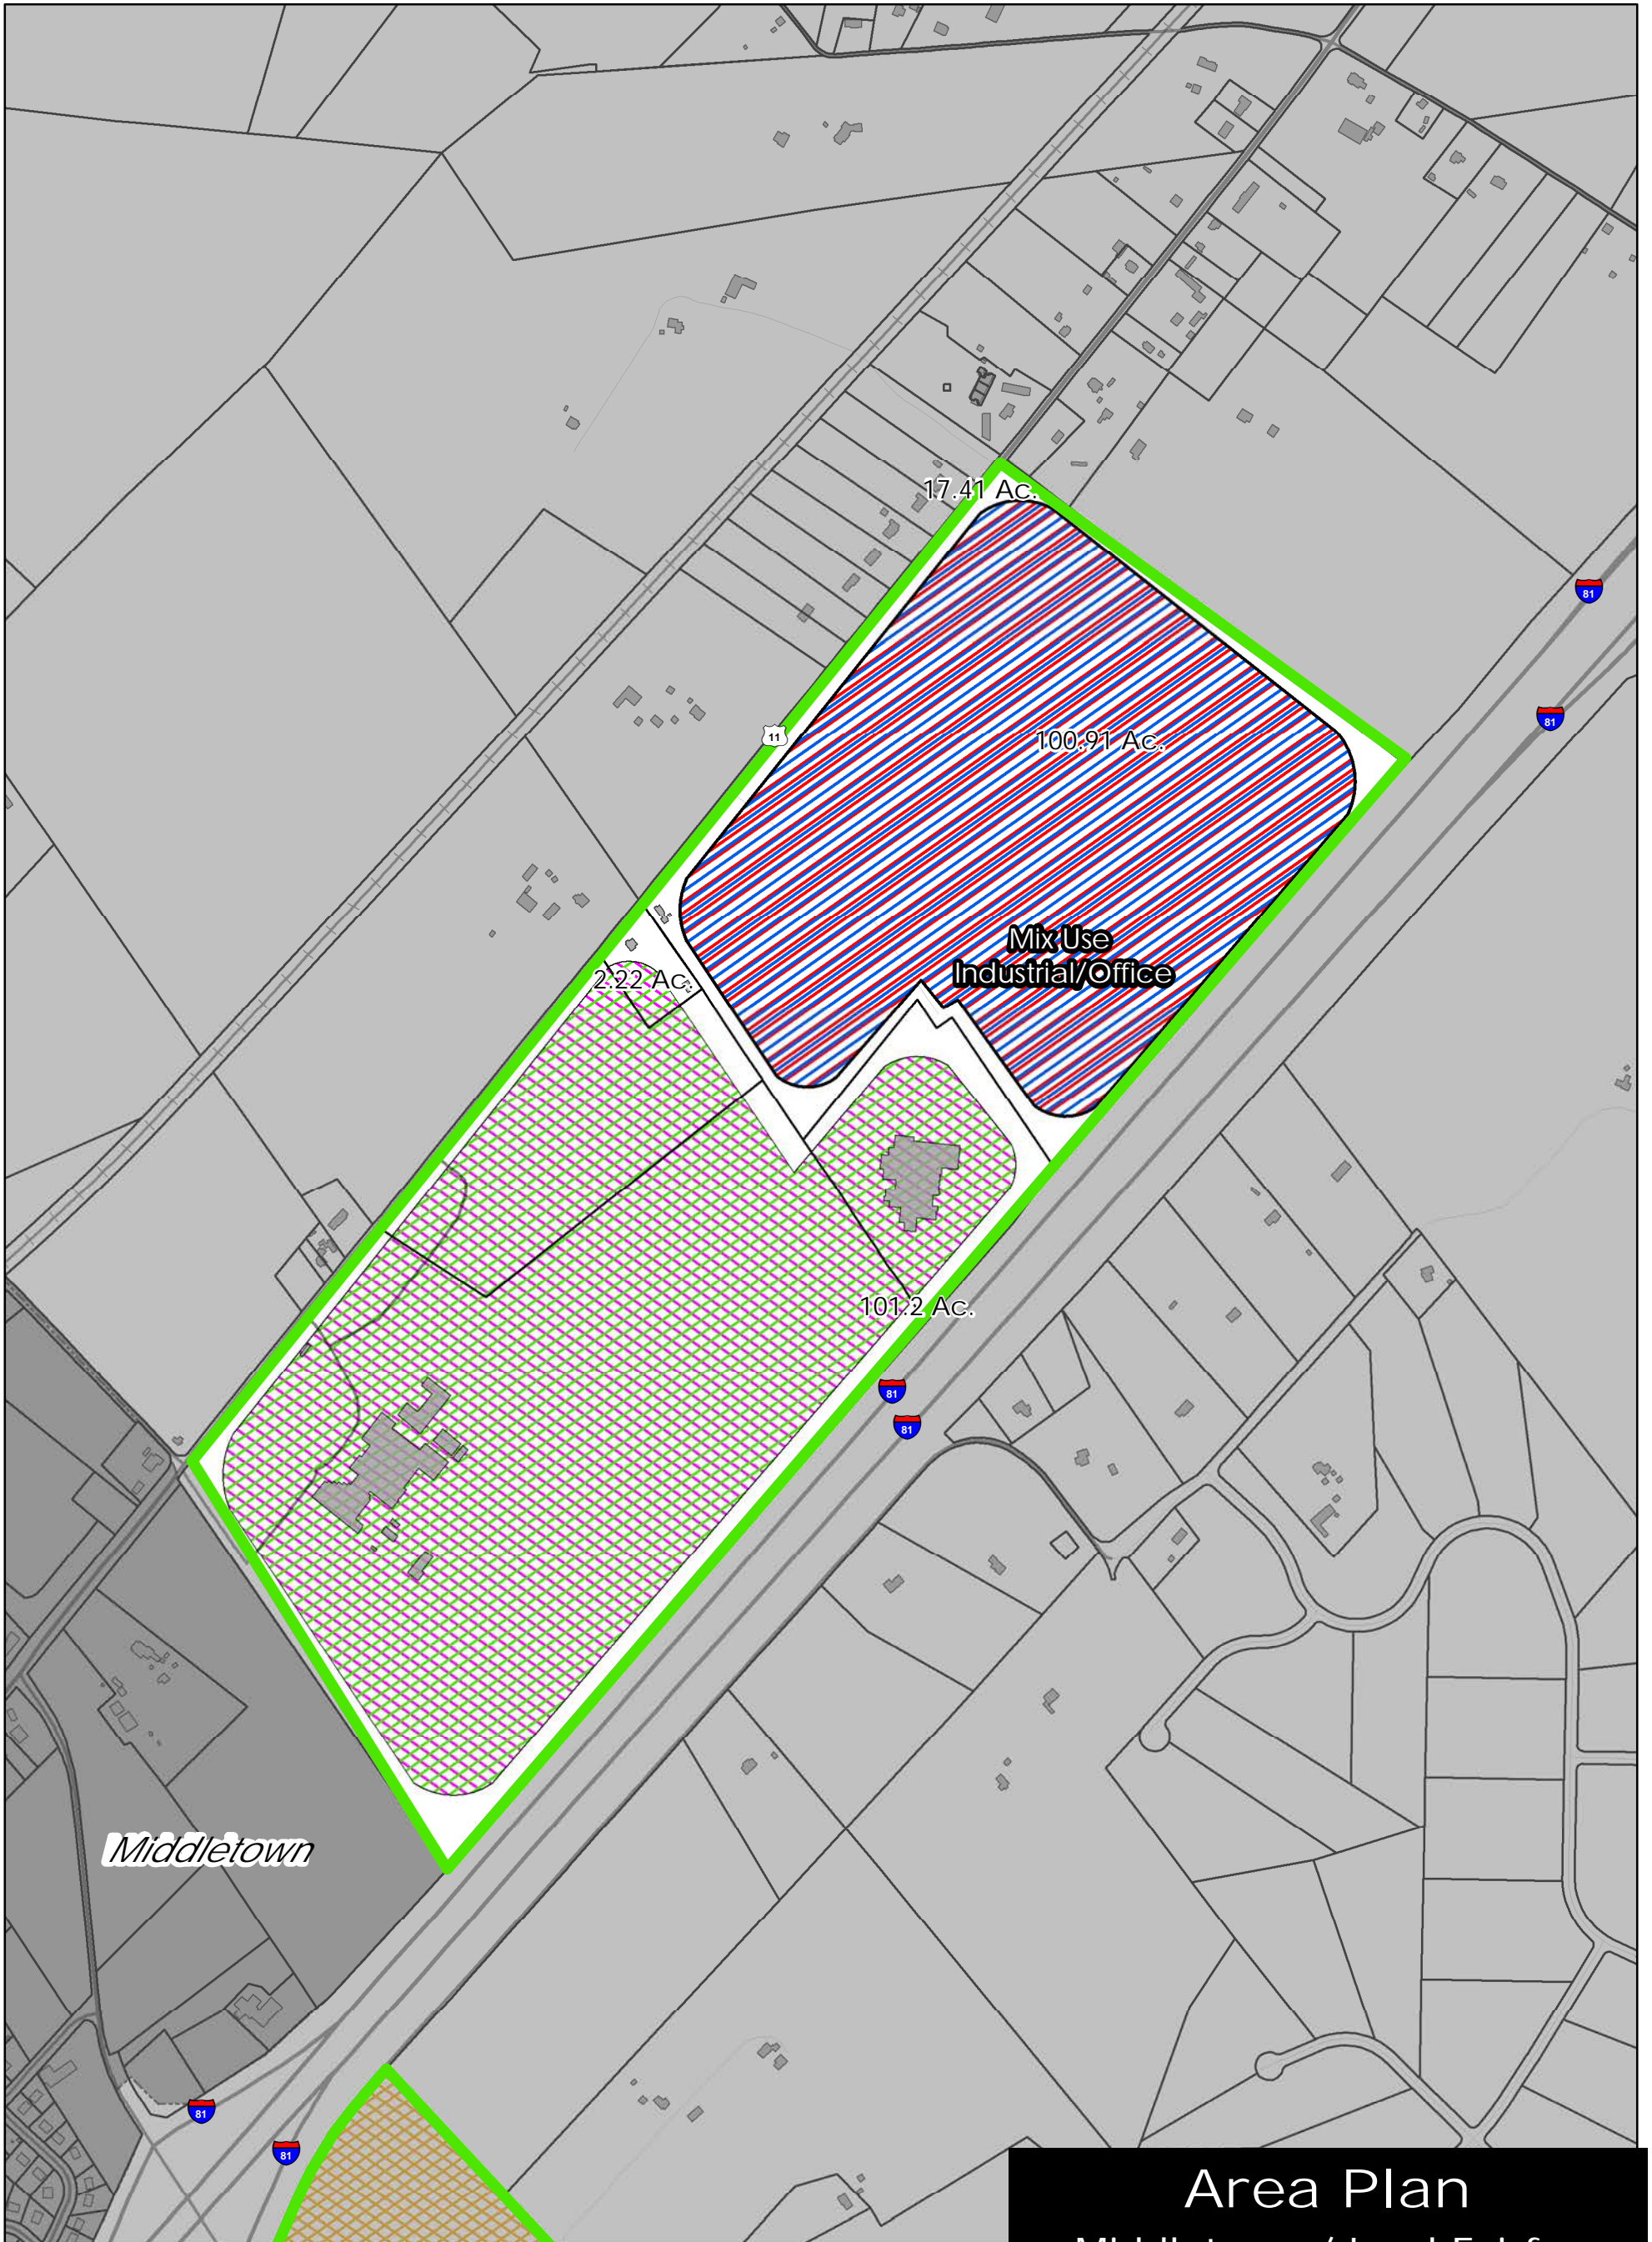 17.41 Ac.
81
81
11
100.91 Ac.
Mix Use
Industrial/Office
2.22 Ac.
101.2 Ac.
81
81
Middletown
81
81
Area Plan